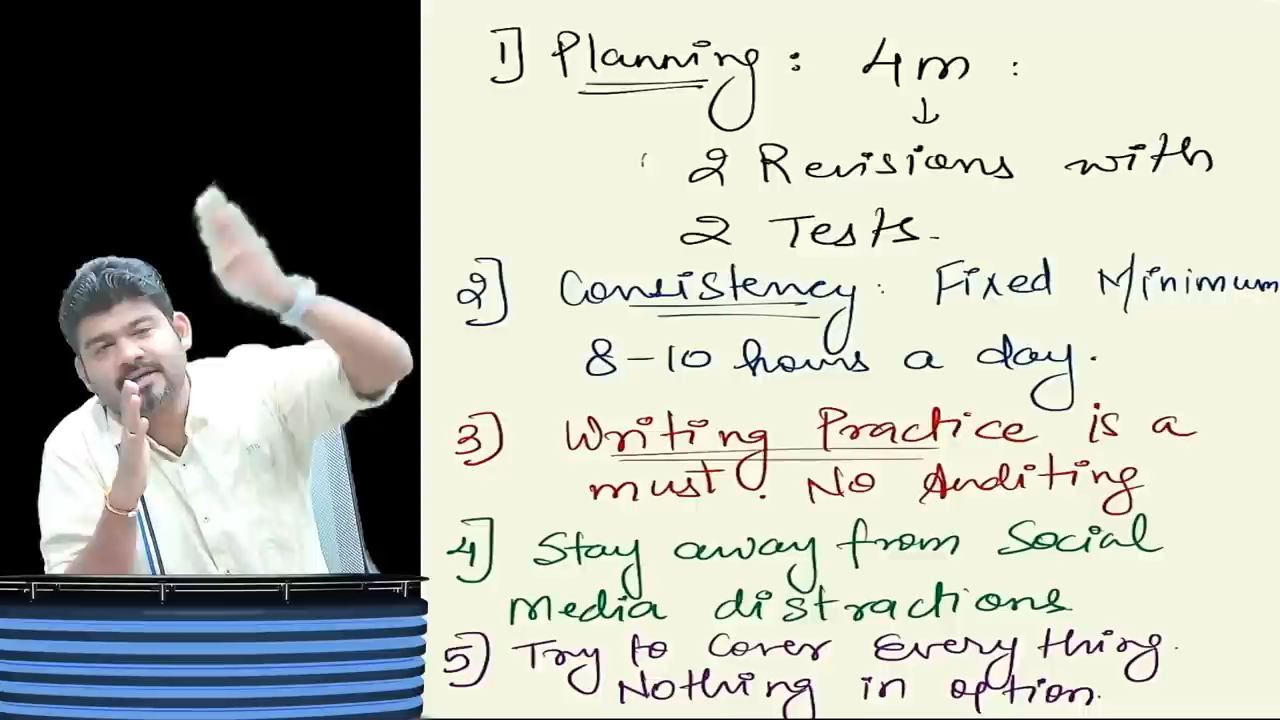 1] Planning : 4m :
↓
2 Revisions with
2 Tests.
2] Consistency : Fixed Minimum
8-10 hours a day.
3) Writing Practice is a
must. No Auditing
4] Stay away from Social
Media distractions
5) Try to Cover Everything.
Nothing in option.